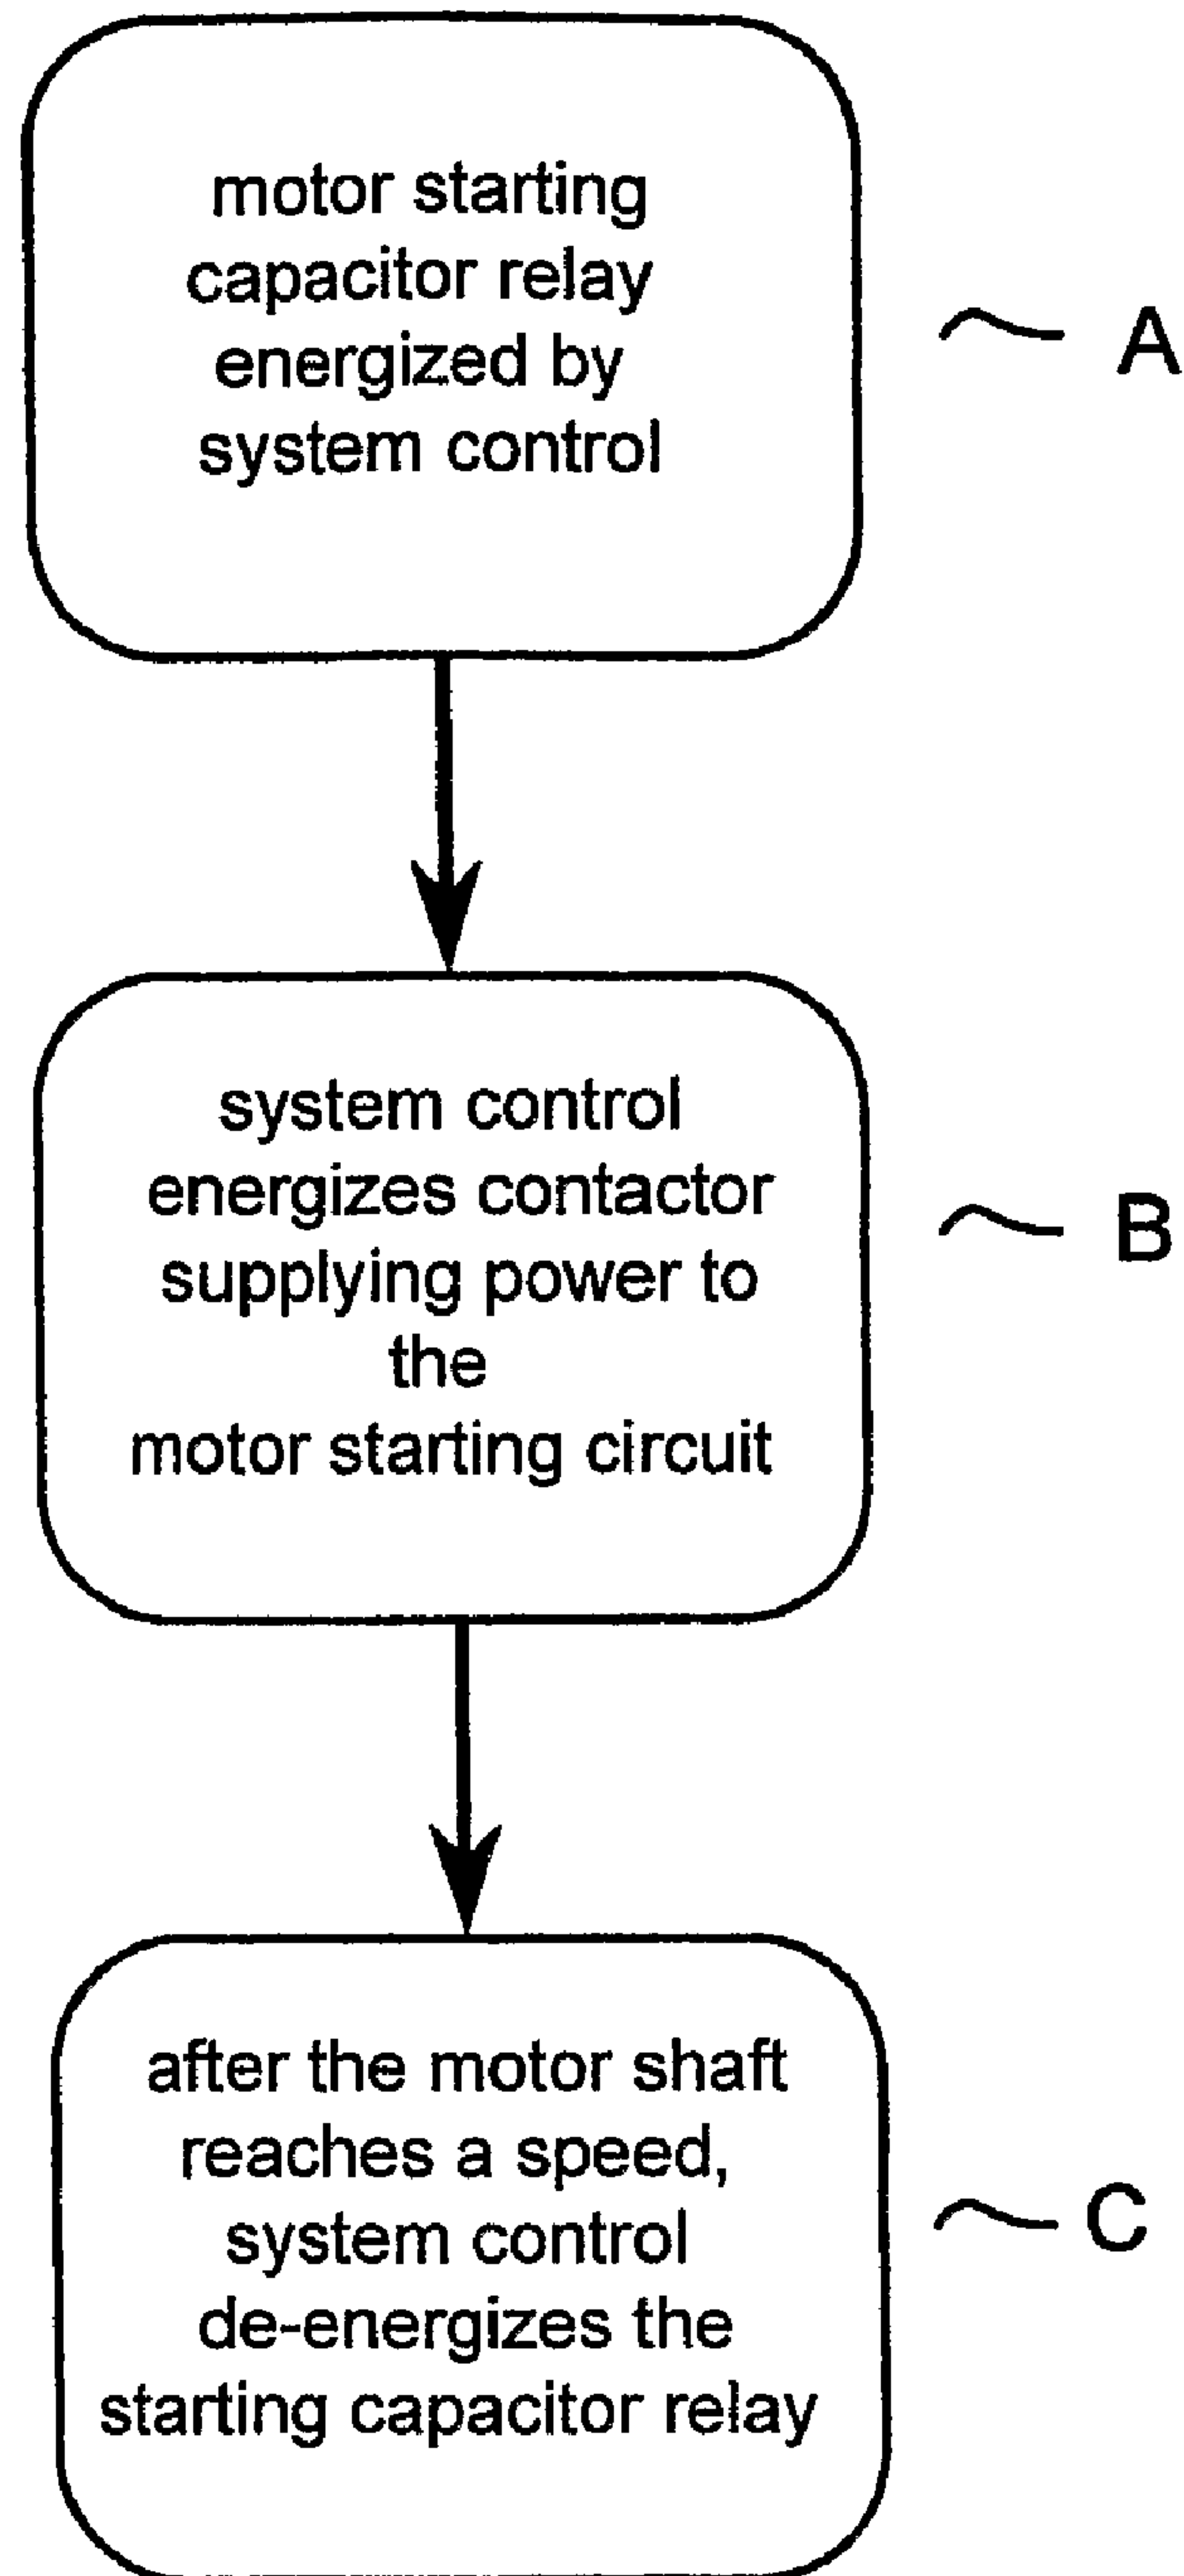 motor starting
capacitor relay
energized by
system control
A
system control
energizes contactor
supplying power to
the
motor starting circuit
B
after the motor shaft
reaches a speed,
system control
de-energizes the
starting capacitor relay
C